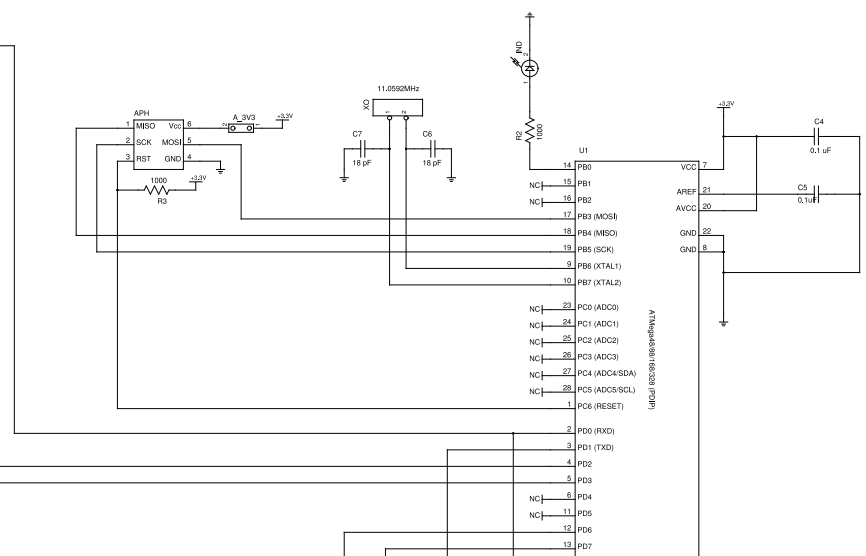 IND
2
1
11.0592MHz
XO
1
2
C7
18 pF
C6
18 pF
R2
1000
APH
1 MISO Vcc 6
2 SCK MOSI 5
3 RST GND 4
2 A_3V3 1
+3.3V
1000
R3
+3.3V
U1
+3.3V
C4
0.1 uF
C5
0.1uF
14 PB0
NC 15 PB1
NC 16 PB2
17 PB3 (MOSI)
18 PB4 (MISO)
19 PB5 (SCK)
9 PB6 (XTAL1)
10 PB7 (XTAL2)
NC 23 PC0 (ADC0)
NC 24 PC1 (ADC1)
NC 25 PC2 (ADC2)
NC 26 PC3 (ADC3)
NC 27 PC4 (ADC4/SDA)
NC 28 PC5 (ADC5/SCL)
1 PC6 (RESET)
2 PD0 (RXD)
3 PD1 (TXD)
4 PD2
5 PD3
NC 6 PD4
NC 11 PD5
12 PD6
13 PD7
VCC 7
AREF 21
AVCC 20
GND 22
GND 8
ATMega48/88/168/328 (PDIP)